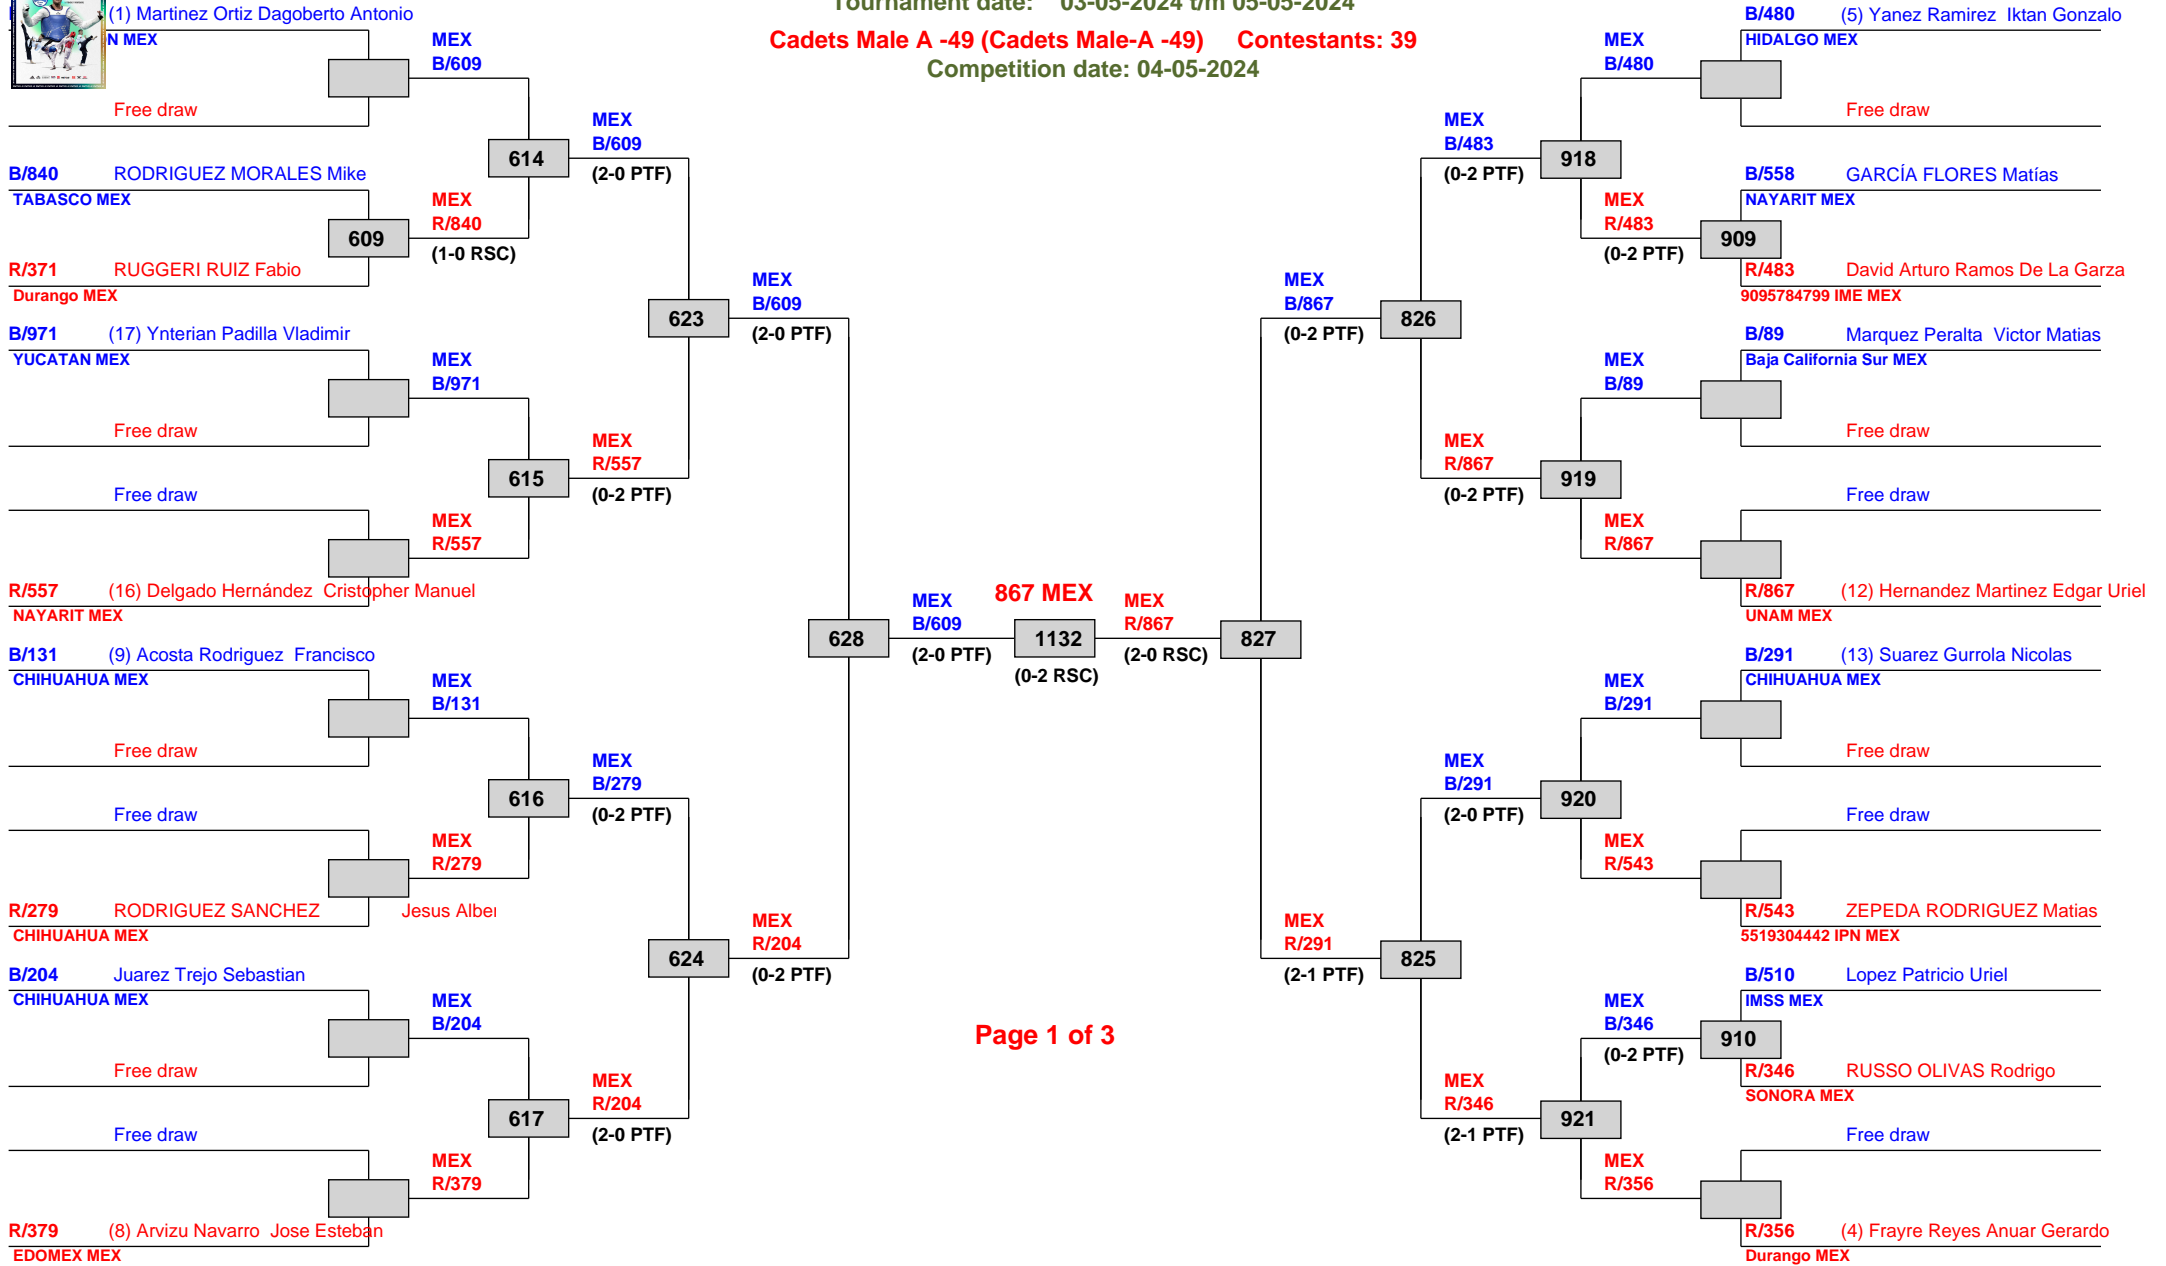 Tournament date: 03-05-2024 t/m 05-05-2024
Cadets Male A -49 (Cadets Male-A -49) Contestants: 39
Competition date: 04-05-2024
(1) Martinez Ortiz Dagoberto Antonio
N MEX
Free draw
MEX
B/609
B/840 RODRIGUEZ MORALES Mike
TABASCO MEX
609
R/371 RUGGERI RUIZ Fabio
Durango MEX
MEX
R/840
(1-0 RSC)
614
MEX
B/609
(2-0 PTF)
B/971 (17) Ynterian Padilla Vladimir
YUCATAN MEX
Free draw
MEX
B/971
Free draw
R/557 (16) Delgado Hernández Cristopher Manuel
NAYARIT MEX
MEX
R/557
615
MEX
R/557
(0-2 PTF)
623
MEX
B/609
(2-0 PTF)
B/131 (9) Acosta Rodriguez Francisco
CHIHUAHUA MEX
Free draw
MEX
B/131
Free draw
R/279 RODRIGUEZ SANCHEZ Jesus Alber
CHIHUAHUA MEX
MEX
R/279
616
MEX
B/279
(0-2 PTF)
B/204 Juarez Trejo Sebastian
CHIHUAHUA MEX
Free draw
MEX
B/204
Free draw
R/379 (8) Arvizu Navarro Jose Esteban
EDOMEX MEX
MEX
R/379
617
MEX
R/204
(2-0 PTF)
624
MEX
R/204
(0-2 PTF)
628
MEX
B/609
(2-0 PTF)
867 MEX
1132
(0-2 RSC)
MEX
R/867
(2-0 RSC)
827
Page 1 of 3
MEX
B/867
(0-2 PTF)
826
MEX
B/483
(0-2 PTF)
918
MEX
B/480
B/480 (5) Yanez Ramirez Iktan Gonzalo
HIDALGO MEX
Free draw
MEX
R/483
(0-2 PTF)
909
B/558 GARCÍA FLORES Matías
NAYARIT MEX
R/483 David Arturo Ramos De La Garza
9095784799 IME MEX
MEX
R/867
(0-2 PTF)
919
MEX
B/89
B/89 Marquez Peralta Victor Matias
Baja California Sur MEX
Free draw
MEX
R/867
Free draw
R/867 (12) Hernandez Martinez Edgar Uriel
UNAM MEX
MEX
R/291
(2-1 PTF)
825
MEX
B/291
(2-0 PTF)
920
MEX
B/291
B/291 (13) Suarez Gurrola Nicolas
CHIHUAHUA MEX
Free draw
MEX
R/543
Free draw
R/543 ZEPEDA RODRIGUEZ Matias
5519304442 IPN MEX
MEX
R/346
(2-1 PTF)
921
MEX
B/346
(0-2 PTF)
910
B/510 Lopez Patricio Uriel
IMSS MEX
R/346 RUSSO OLIVAS Rodrigo
SONORA MEX
MEX
R/356
Free draw
R/356 (4) Frayre Reyes Anuar Gerardo
Durango MEX